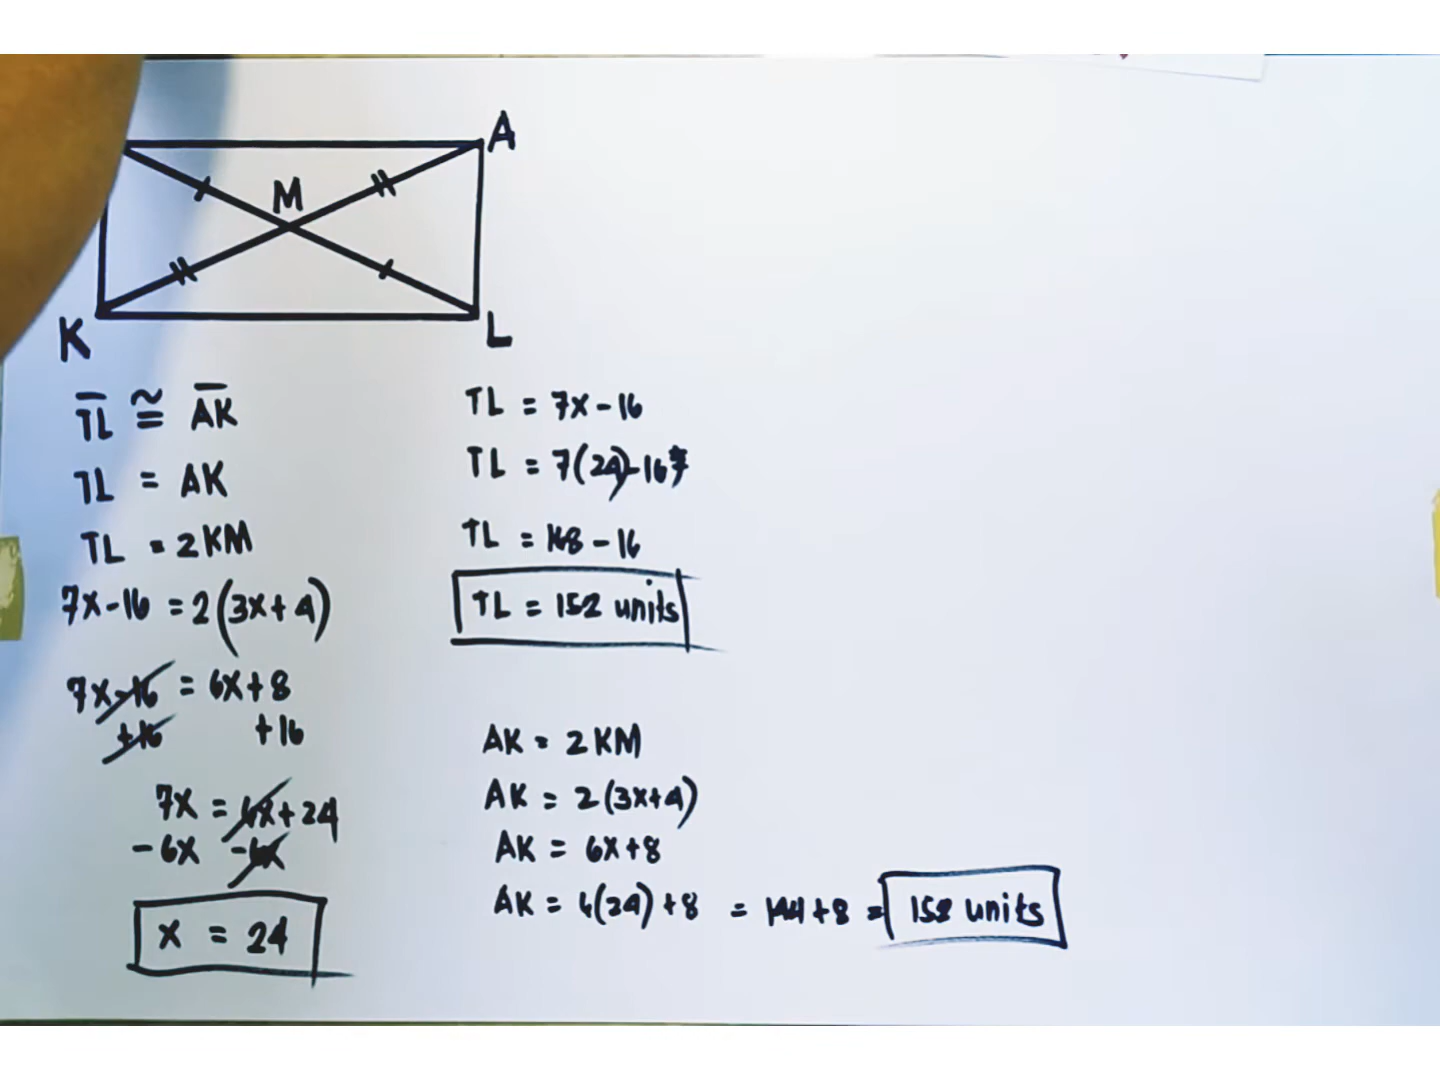 A
M
K
L
TL ≅ AK
TL = AK
TL = 2KM
7x-16 = 2(3x+4)
7x-16 = 6x+8
+16 +16
7x = 6x+24
-6x -6x
x = 24
TL = 7x-16
TL = 7(24)-16
TL = 168-16
TL = 152 units
AK = 2KM
AK = 2(3x+4)
AK = 6x+8
AK = 6(24)+8 = 144+8 = 152 units